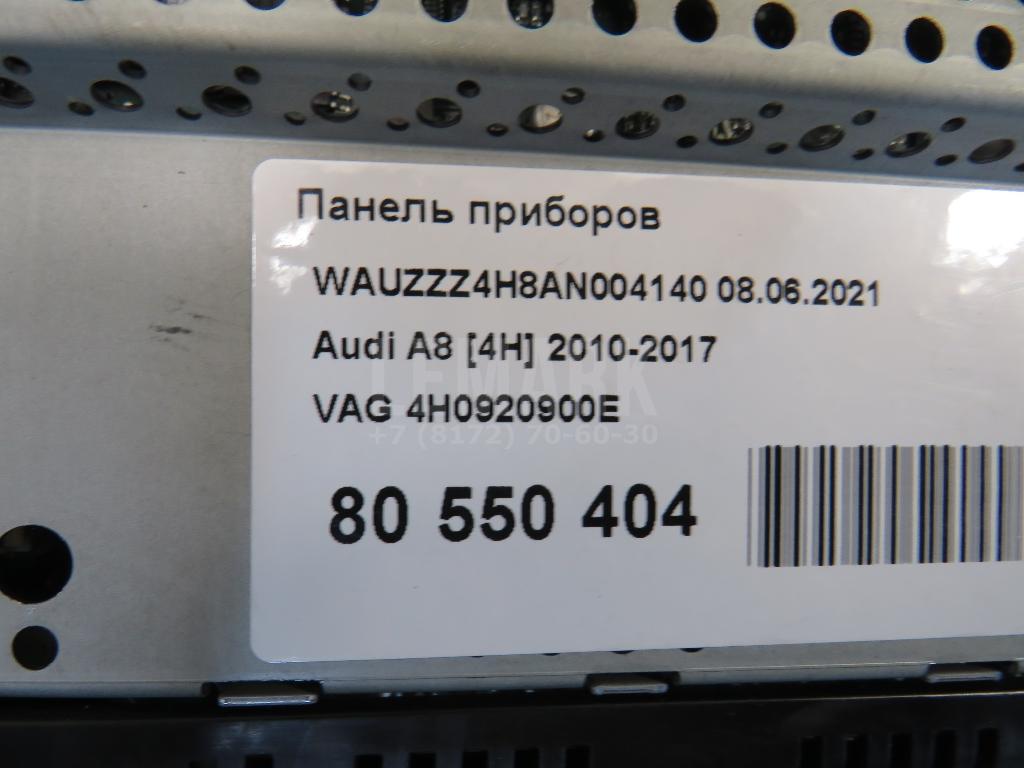 Панель приборов
WAUZZZ4H8AN004140 08.06.2021
Audi A8 [4H] 2010-2017
LEMARK
VAG 4H0920900E
+7 (8172) 70-60-30
80 550 404